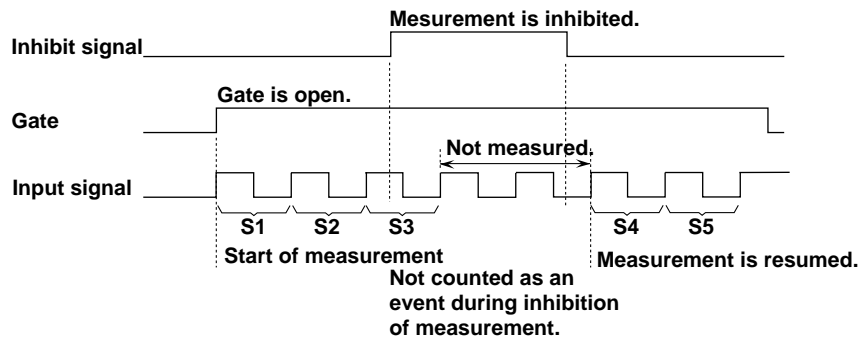 Mesurement is inhibited.
Inhibit signal
Gate is open.
Gate
Not measured.
Input signal
S1 S2 S3 S4 S5
Start of measurement
Measurement is resumed.
Not counted as an
event during inhibition
of measurement.